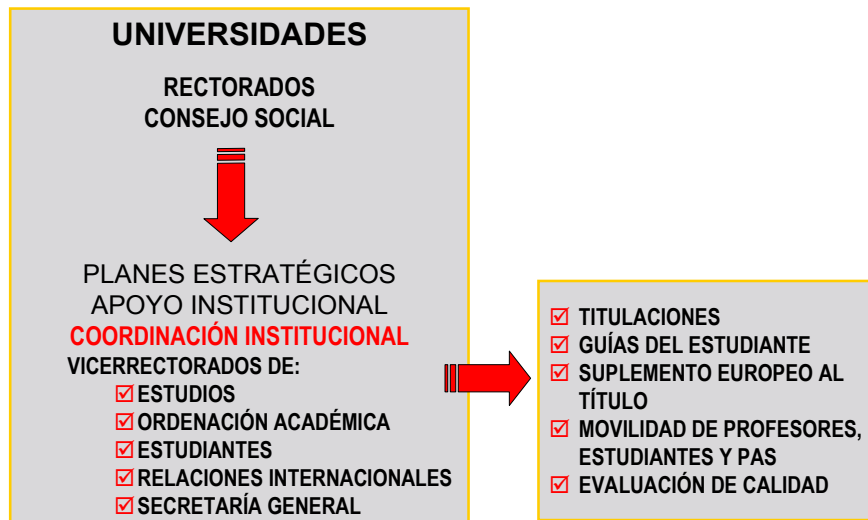 UNIVERSIDADES
RECTORADOS
CONSEJO SOCIAL
PLANES ESTRATÉGICOS
APOYO INSTITUCIONAL
COORDINACIÓN INSTITUCIONAL
VICERRECTORADOS DE:
ESTUDIOS
ORDENACIÓN ACADÉMICA
ESTUDIANTES
RELACIONES INTERNACIONALES
SECRETARÍA GENERAL
TITULACIONES
GUÍAS DEL ESTUDIANTE
SUPLEMENTO EUROPEO AL
TÍTULO
MOVILIDAD DE PROFESORES,
ESTUDIANTES Y PAS
EVALUACIÓN DE CALIDAD